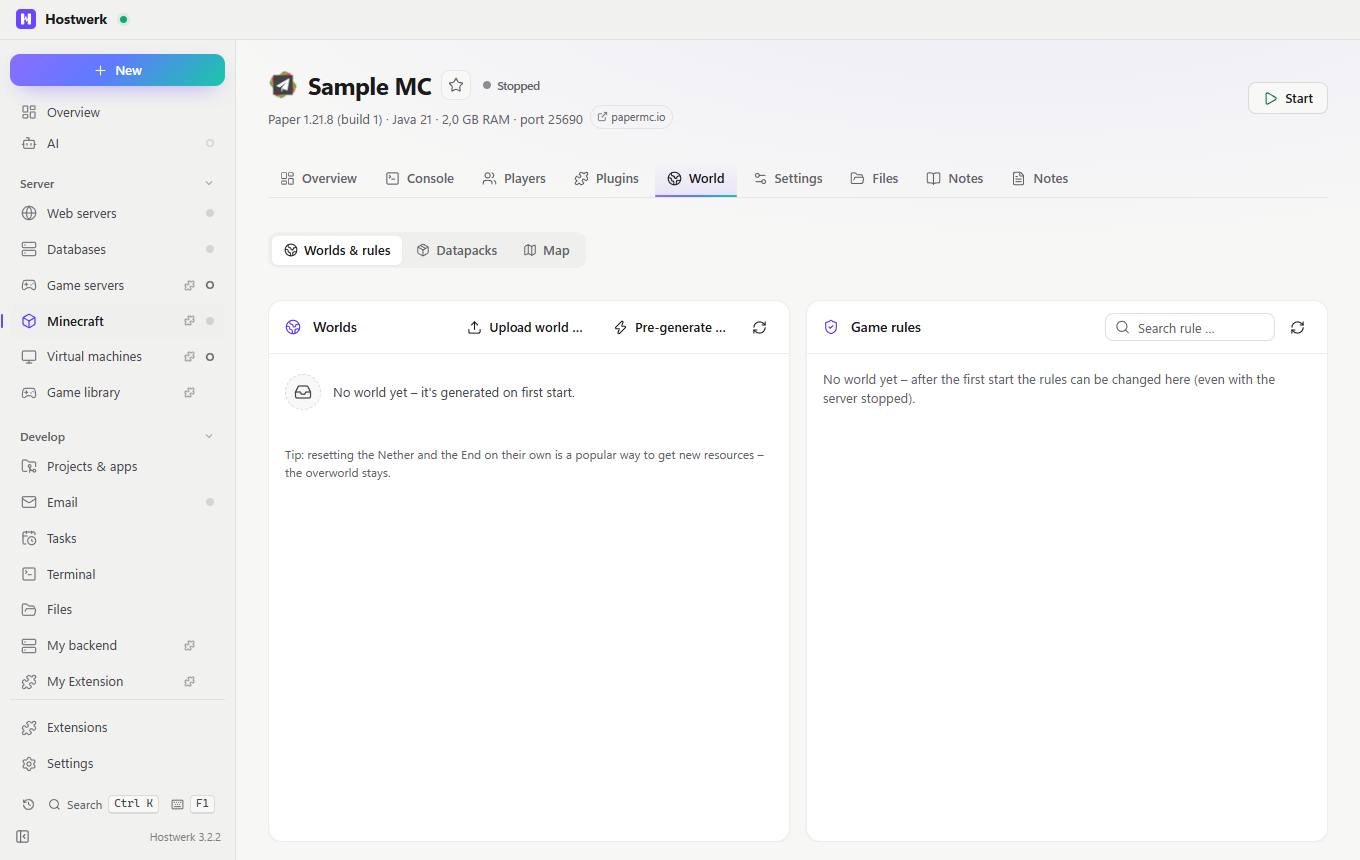 Hostwerk
New
Overview
AI
Server
Web servers
Databases
Game servers
Minecraft
Virtual machines
Game library
Develop
Projects & apps
Email
Tasks
Terminal
Files
My backend
My Extension
Extensions
Settings
Search Ctrl K F1
Hostwerk 3.2.2
Sample MC Stopped
Paper 1.21.8 (build 1) · Java 21 · 2,0 GB RAM · port 25690 papermc.io
Start
Overview Console Players Plugins World Settings Files Notes Notes
Worlds & rules Datapacks Map
Worlds Upload world ... Pre-generate ...
No world yet – it's generated on first start.
Tip: resetting the Nether and the End on their own is a popular way to get new resources –
the overworld stays.
Game rules Search rule ...
No world yet – after the first start the rules can be changed here (even with the
server stopped).